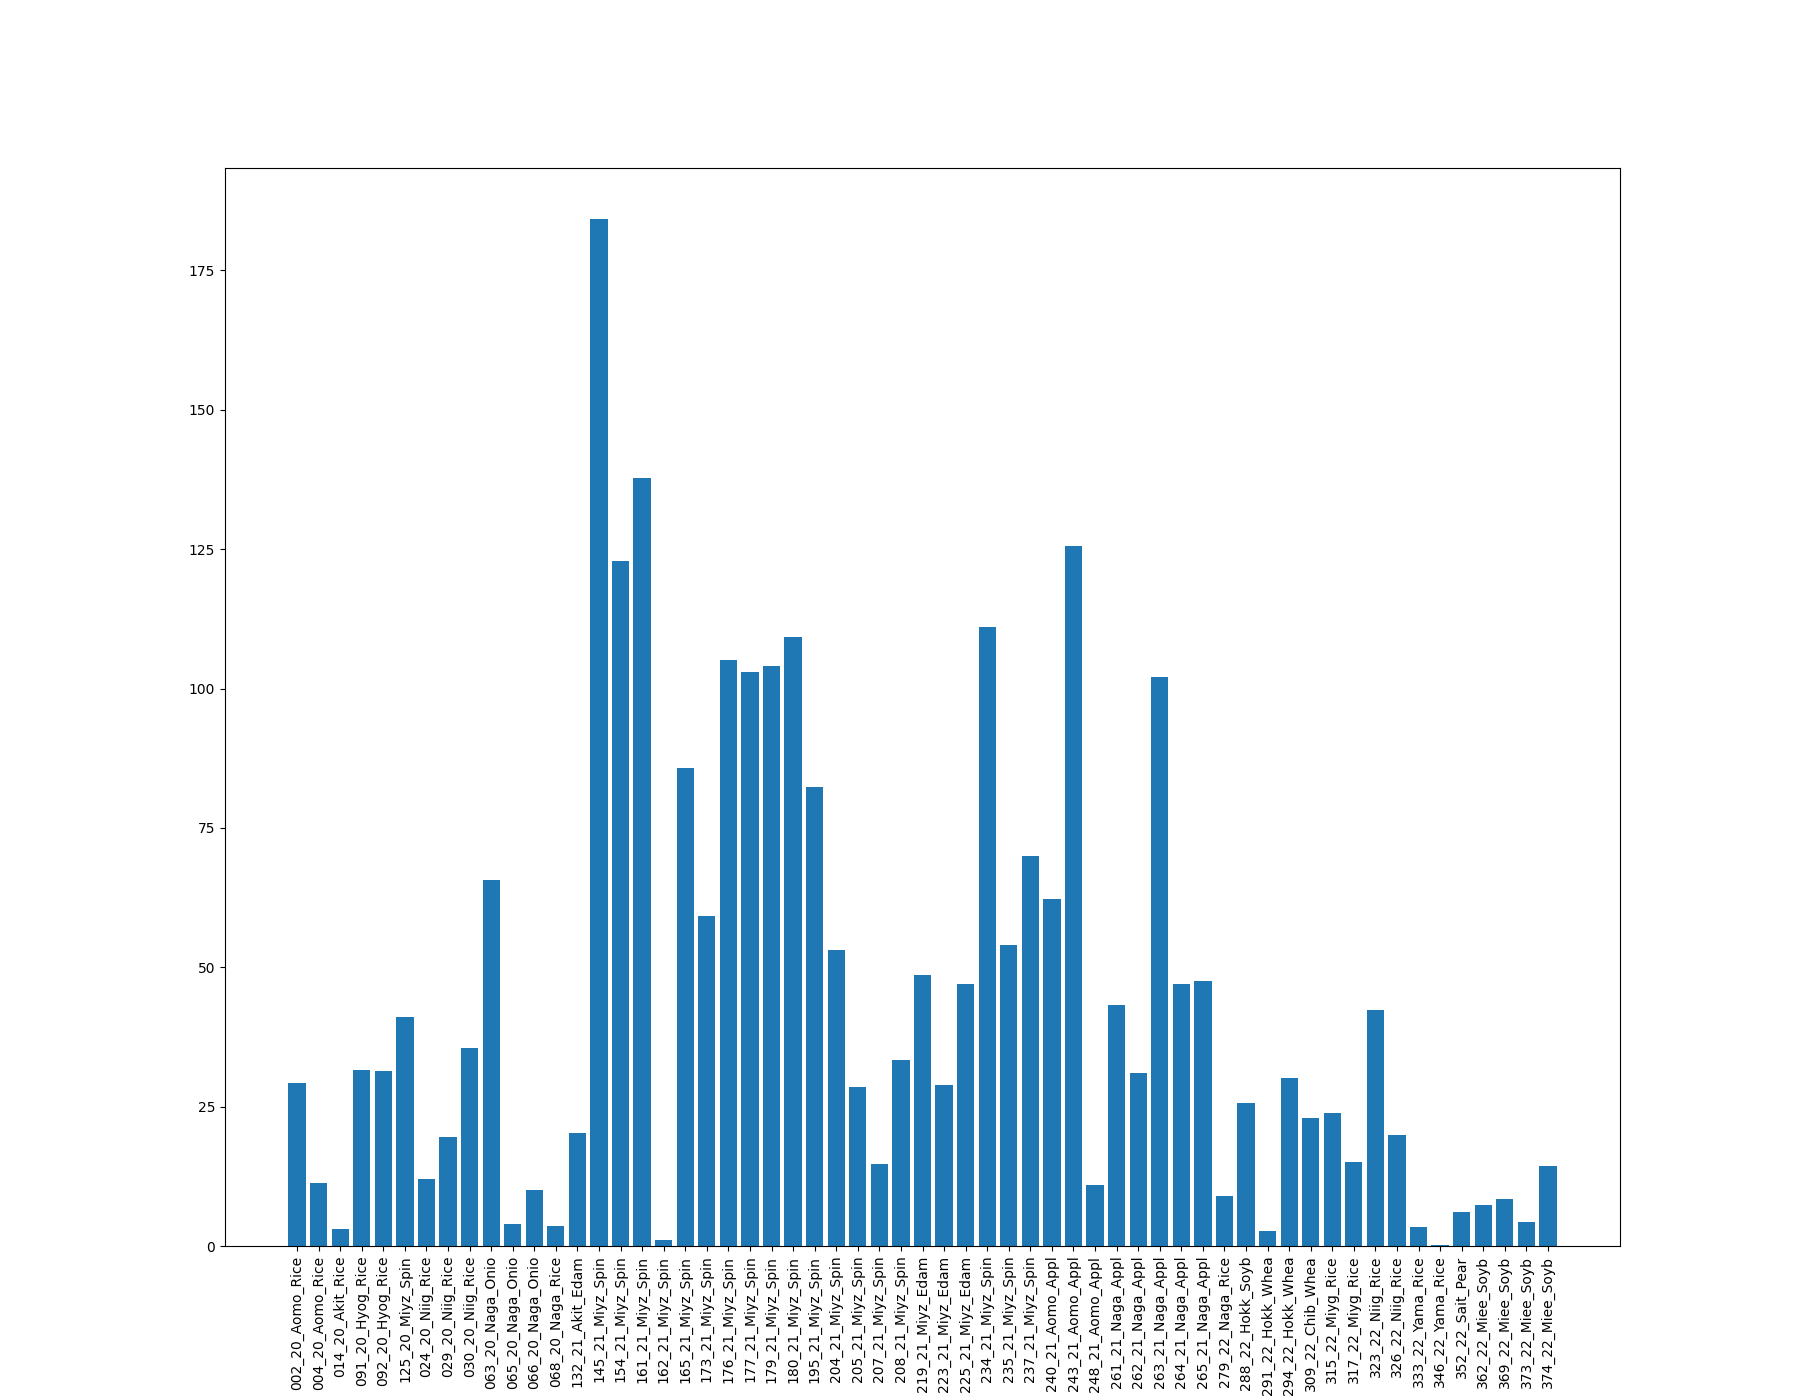 175
150
125
100
75
50
25
0
002_20_Aomo_Rice
004_20_Aomo_Rice
014_20_Akit_Rice
091_20_Hyog_Rice
092_20_Hyog_Rice
125_20_Miyz_Spin
024_20_Niig_Rice
029_20_Niig_Rice
030_20_Niig_Rice
063_20_Naga_Onio
065_20_Naga_Onio
066_20_Naga_Onio
068_20_Naga_Rice
132_21_Akit_Edam
145_21_Miyz_Spin
154_21_Miyz_Spin
161_21_Miyz_Spin
162_21_Miyz_Spin
165_21_Miyz_Spin
173_21_Miyz_Spin
176_21_Miyz_Spin
177_21_Miyz_Spin
179_21_Miyz_Spin
180_21_Miyz_Spin
195_21_Miyz_Spin
204_21_Miyz_Spin
205_21_Miyz_Spin
207_21_Miyz_Spin
208_21_Miyz_Spin
219_21_Miyz_Edam
223_21_Miyz_Edam
225_21_Miyz_Edam
234_21_Miyz_Spin
235_21_Miyz_Spin
237_21_Miyz_Spin
240_21_Aomo_Appl
243_21_Aomo_Appl
248_21_Aomo_Appl
261_21_Naga_Appl
262_21_Naga_Appl
263_21_Naga_Appl
264_21_Naga_Appl
265_21_Naga_Appl
279_22_Naga_Rice
288_22_Hokk_Soyb
291_22_Hokk_Whea
294_22_Hokk_Whea
309_22_Chib_Whea
315_22_Miyg_Rice
317_22_Miyg_Rice
323_22_Niig_Rice
326_22_Niig_Rice
333_22_Yama_Rice
346_22_Yama_Rice
352_22_Sait_Pear
362_22_Miee_Soyb
369_22_Miee_Soyb
373_22_Miee_Soyb
374_22_Miee_Soyb